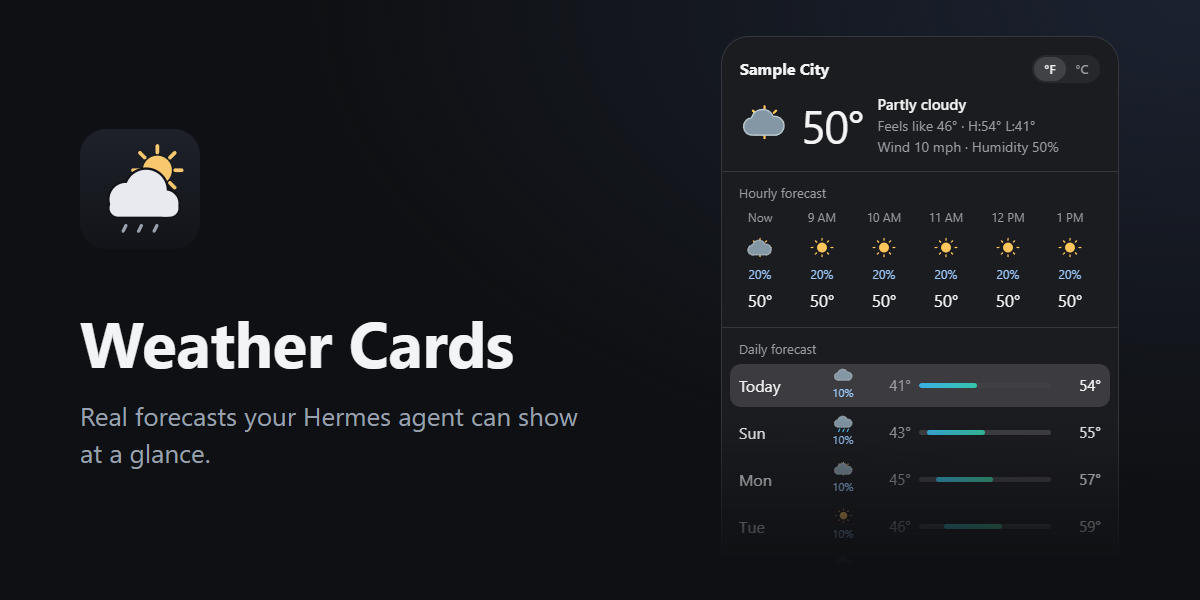 Weather Cards
Real forecasts your Hermes agent can show
at a glance.
Sample City
°F °C
50°
Partly cloudy
Feels like 46° · H:54° L:41°
Wind 10 mph · Humidity 50%
Hourly forecast
Now 9 AM 10 AM 11 AM 12 PM 1 PM
20% 20% 20% 20% 20% 20%
50° 50° 50° 50° 50° 50°
Daily forecast
Today 10% 41° 54°
Sun 10% 43° 55°
Mon 10% 45° 57°
Tue 10% 46° 59°